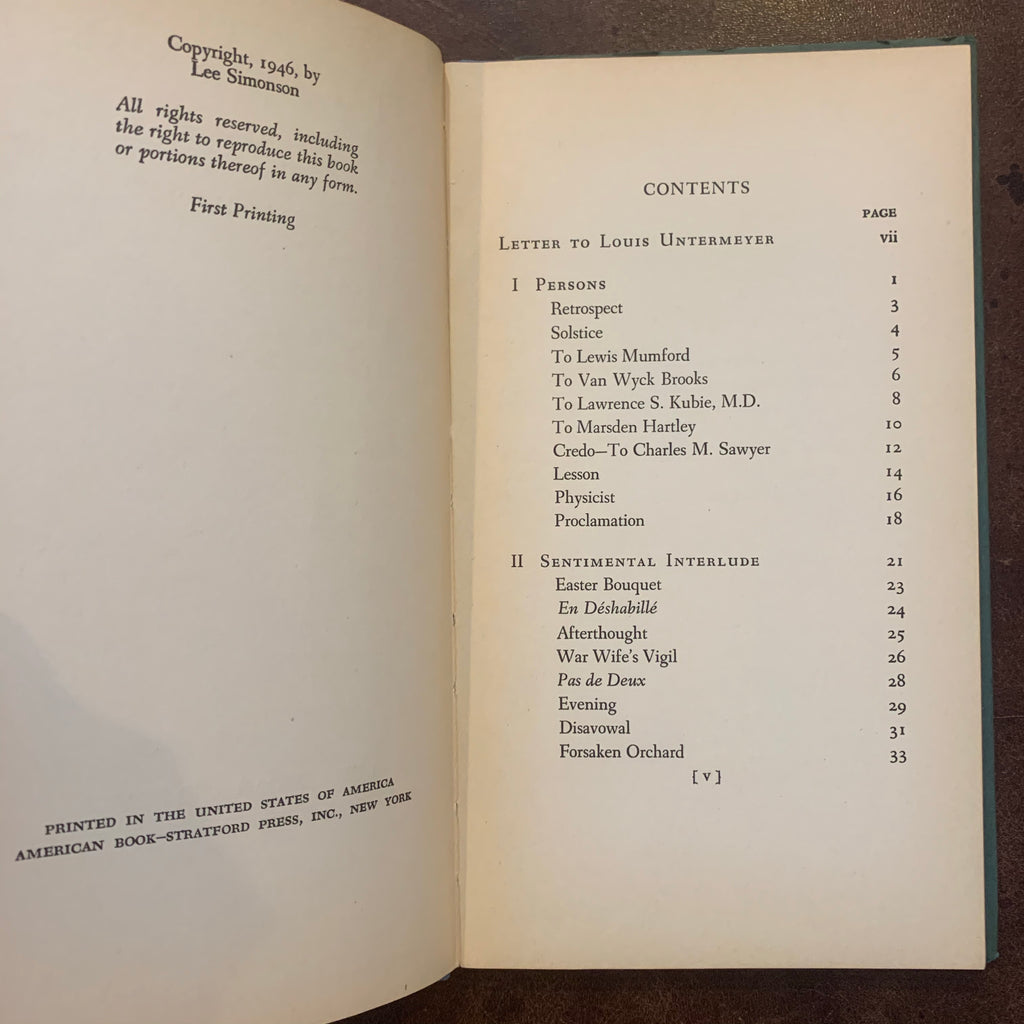 Copyright, 1946, by
Lee Simonson
All rights reserved, including
the right to reproduce this book
or portions thereof in any form.
First Printing
PRINTED IN THE UNITED STATES OF AMERICA
AMERICAN BOOK—STRATFORD PRESS, INC., NEW YORK
CONTENTS
PAGE
Letter to Louis Untermeyer vii
I Persons 1
Retrospect 3
Solstice 4
To Lewis Mumford 5
To Van Wyck Brooks 6
To Lawrence S. Kubie, M.D. 8
To Marsden Hartley 10
Credo—To Charles M. Sawyer 12
Lesson 14
Physicist 16
Proclamation 18
II Sentimental Interlude 21
Easter Bouquet 23
En Déshabillé 24
Afterthought 25
War Wife's Vigil 26
Pas de Deux 28
Evening 29
Disavowal 31
Forsaken Orchard 33
[ v ]